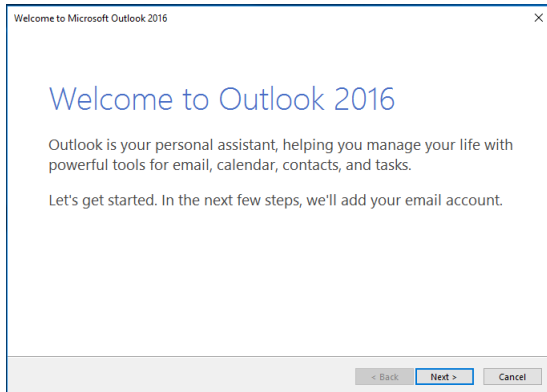 Welcome to Microsoft Outlook 2016
Welcome to Outlook 2016
Outlook is your personal assistant, helping you manage your life with
powerful tools for email, calendar, contacts, and tasks.
Let's get started. In the next few steps, we'll add your email account.
< Back Next > Cancel